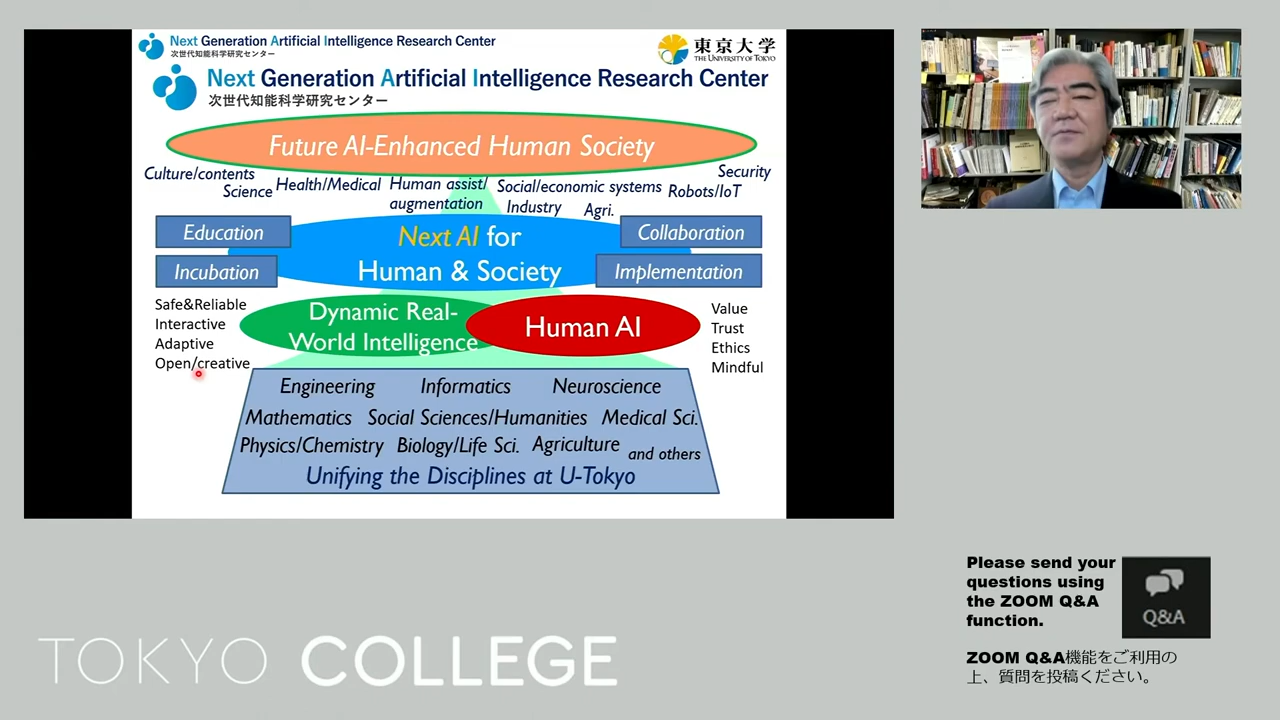 Next Generation Artificial Intelligence Research Center
次世代知能科学研究センター
東京大学
THE UNIVERSITY OF TOKYO
Next Generation Artificial Intelligence Research Center
次世代知能科学研究センター
Future AI-Enhanced Human Society
Culture/contents
Science
Health/Medical
Human assist/
augmentation
Social/economic systems
Industry
Agri.
Security
Robots/IoT
Education
Incubation
Next AI for
Human & Society
Collaboration
Implementation
Safe&Reliable
Interactive
Adaptive
Open/creative
Dynamic Real-
World Intelligence
Human AI
Value
Trust
Ethics
Mindful
Engineering Informatics Neuroscience
Mathematics Social Sciences/Humanities Medical Sci.
Physics/Chemistry Biology/Life Sci. Agriculture and others
Unifying the Disciplines at U-Tokyo
Please send your
questions using
the ZOOM Q&A
function.
Q&A
ZOOM Q&A機能をご利用の
上、質問を投稿ください。
TOKYO COLLEGE